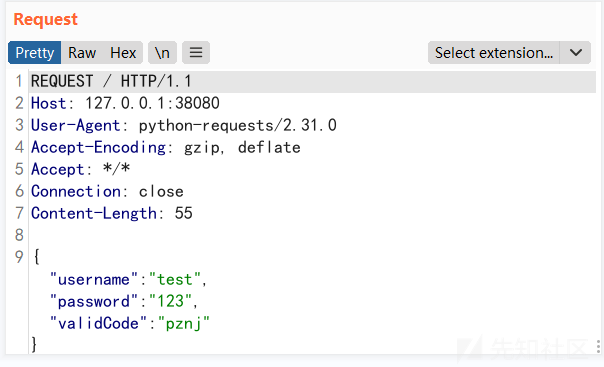 Request
Pretty Raw Hex \n Select extension...
1 REQUEST / HTTP/1.1
2 Host: 127.0.0.1:38080
3 User-Agent: python-requests/2.31.0
4 Accept-Encoding: gzip, deflate
5 Accept: */*
6 Connection: close
7 Content-Length: 55
8
9 {
"username":"test",
"password":"123",
"validCode":"pznj"
}
先知社区